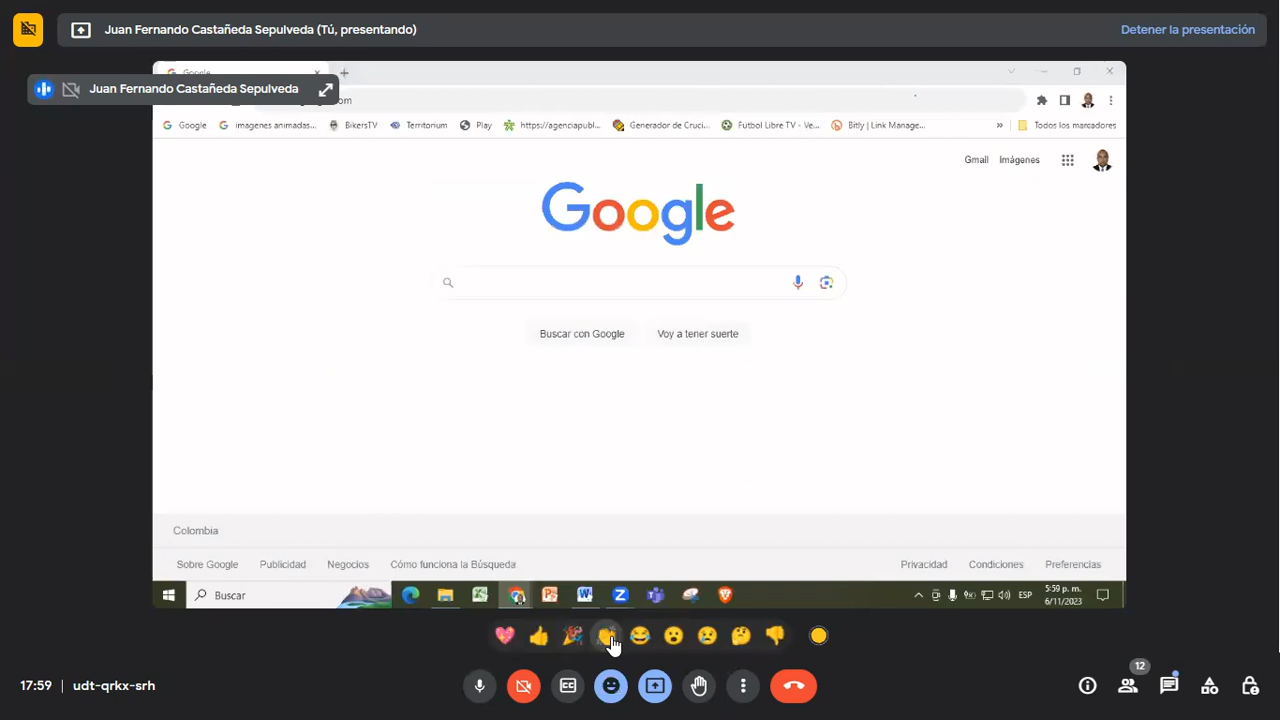 Juan Fernando Castañeda Sepulveda (Tú, presentando)
Detener la presentación
Google
Juan Fernando Castañeda Sepulveda
com
Google
imagenes animadas...
BikersTV
Territorium
Play
https://agenciapubl...
Generador de Cruci...
Futbol Libre TV - Ve...
Bitly | Link Manage...
»
Todos los marcadores
Gmail
Imágenes
Google
Buscar con Google
Voy a tener suerte
Colombia
Sobre Google
Publicidad
Negocios
Cómo funciona la Búsqueda
Privacidad
Condiciones
Preferencias
Buscar
ESP
5:59 p. m.
6/11/2023
17:59 | udt-qrkx-srh
12